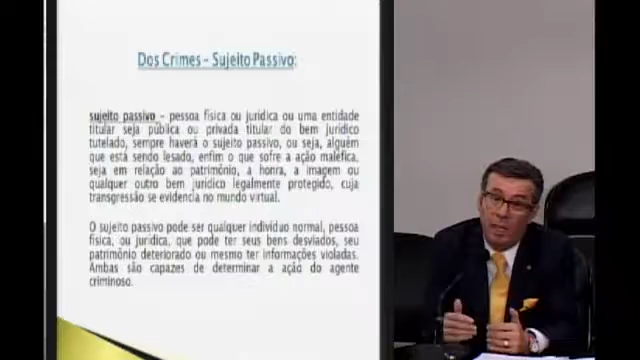 Dos Crimes – Sujeito Passivo:
sujeito passivo – pessoa física ou jurídica ou uma entidade
titular seja pública ou privada titular do bem jurídico
tutelado, sempre haverá o sujeito passivo, ou seja, alguém
que está sendo lesado, enfim o que sofre a ação maléfica,
seja em relação ao patrimônio, a honra, a imagem ou
qualquer outro bem jurídico legalmente protegido, cuja
transgressão se evidencia no mundo virtual.
O sujeito passivo pode ser qualquer indivíduo normal, pessoa
física, ou jurídica, que pode ter seus bens desviados, seu
patrimônio deteriorado ou mesmo ter informações violadas.
Ambas são capazes de determinar a ação do agente
criminoso.